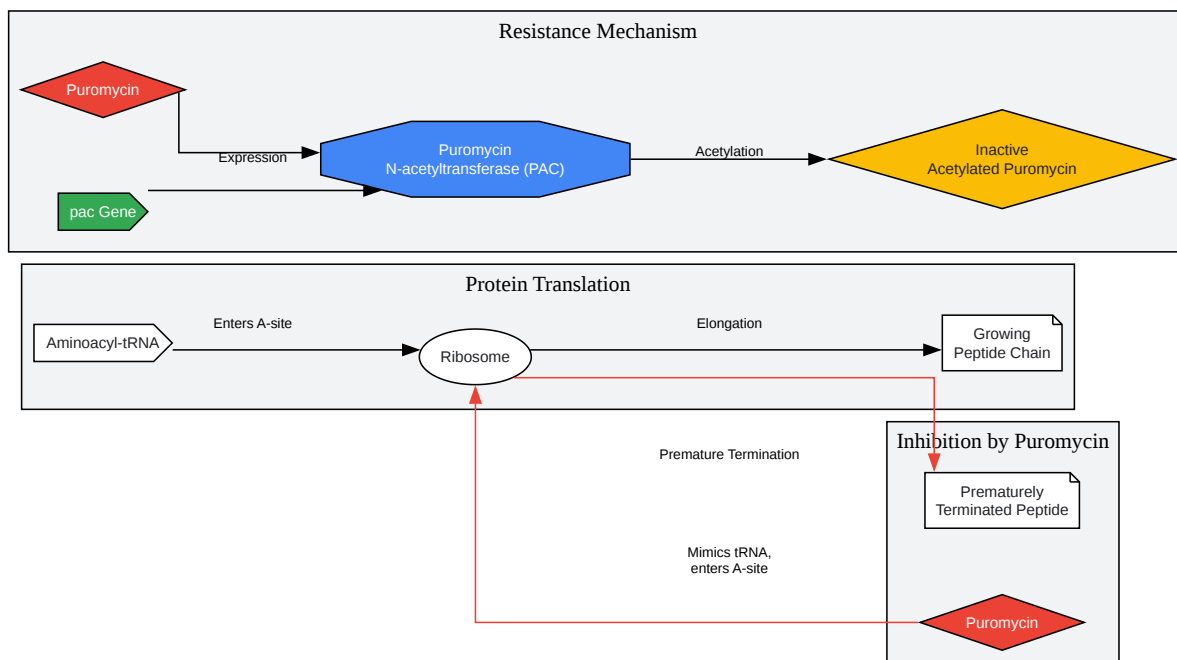 Resistance Mechanism
Puromycin
Expression
Puromycin
N-acetyltransferase (PAC)
Acetylation
Inactive
Acetylated Puromycin
pac Gene
Protein Translation
Aminoacyl-tRNA
Enters A-site
Ribosome
Elongation
Growing
Peptide Chain
Inhibition by Puromycin
Premature Termination
Prematurely
Terminated Peptide
Mimics tRNA,
enters A-site
Puromycin